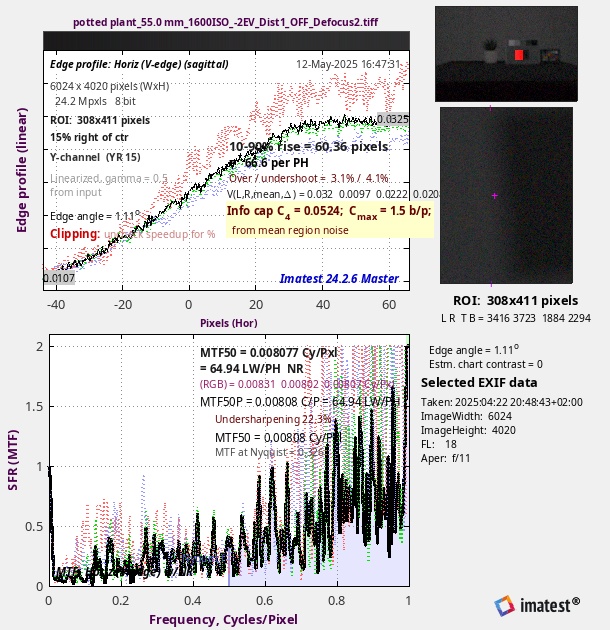 potted plant_55.0 mm_1600ISO_-2EV_Dist1_OFF_Defocus2.tiff
Edge profile: Horiz (V-edge) (sagittal)
12-May-2025 16:47:31
6024 x 4020 pixels (WxH)
24.2 Mpxls 8 bit
ROI: 308x411 pixels
15% right of ctr
Y-channel (YR 15)
Linearized, gamma = 0.5
from input
Edge angle = 1.11°
Clipping:
speedup for %
0.0325
10-90% rise = 60.36 pixels
66.6 per PH
Over / undershoot = 3.1% / 4.1%
V(L,R,mean,Δ) = 0.032 0.0097 0.0222 0.020
Info cap C4 = 0.0524; Cmax = 1.5 b/p;
from mean region noise
Imatest 24.2.6 Master
0.0107
Edge profile (linear)
-40 -20 0 20 40 60
Pixels (Hor)
ROI: 308x411 pixels
L R T B = 3416 3723 1884 2294
Edge angle = 1.11°
Estm. chart contrast = 0
Selected EXIF data
Taken: 2025:04:22 20:48:43+02:00
ImageWidth: 6024
ImageHeight: 4020
FL: 18
Aper: f/11
MTF50 = 0.008077 Cy/Pxl
= 64.94 LW/PH NR
(RGB) = 0.00831 0.00802 0.00807 Cy/Pxl
MTF50P = 0.00808 C/P = 64.94 LW/PH
Undersharpening 22.3%
MTF50 = 0.00808 Cy/Pxl
MTF at Nyquist = 0.326
SFR (MTF)
2
1.5
1
0.5
0
0 0.2 0.4 0.6 0.8 1
Frequency, Cycles/Pixel
imatest®